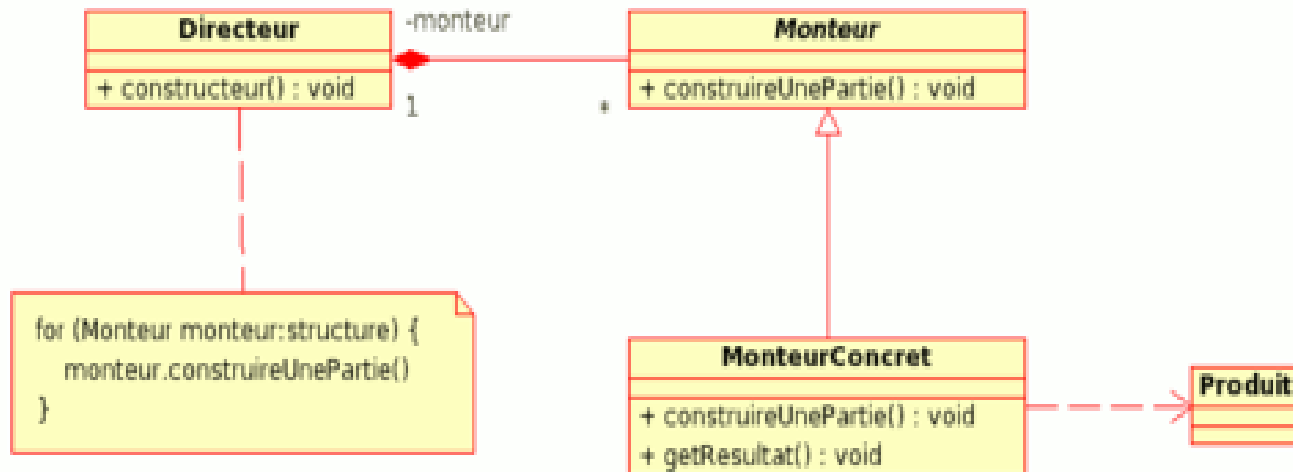 Directeur
-monteur
Monteur
+ constructeur() : void
+ construireUnePartie() : void
1
*
for (Monteur monteur:structure) {
monteur.construireUnePartie()
}
MonteurConcret
+ construireUnePartie() : void
+ getResultat() : void
Produit